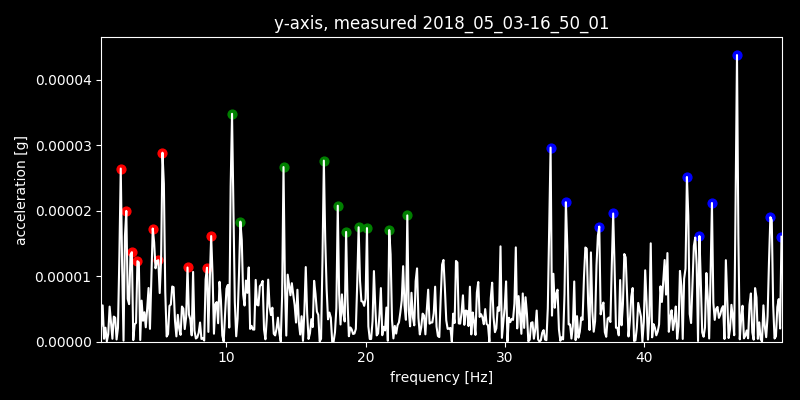 y-axis, measured 2018_05_03-16_50_01
0.00004
0.00003
0.00002
0.00001
0.00000
acceleration [g]
10 20 30 40
frequency [Hz]